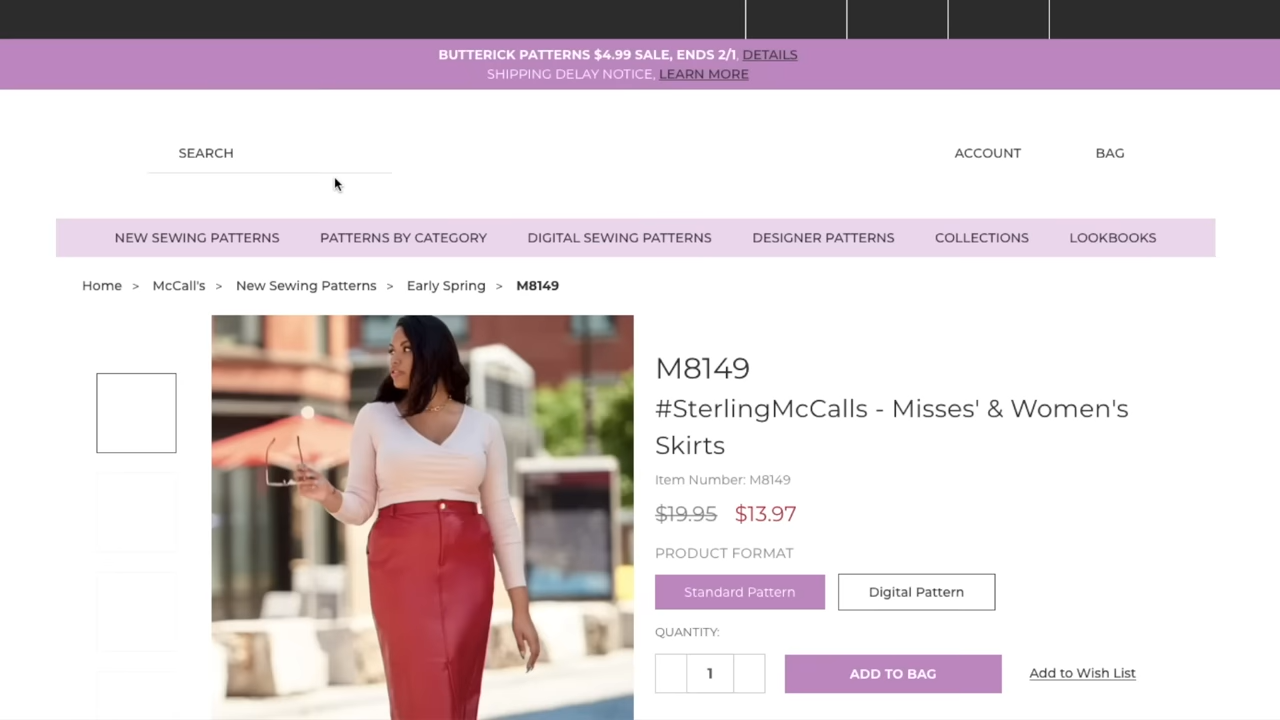 BUTTERICK PATTERNS $4.99 SALE, ENDS 2/1, DETAILS
SHIPPING DELAY NOTICE, LEARN MORE
SEARCH
ACCOUNT
BAG
NEW SEWING PATTERNS
PATTERNS BY CATEGORY
DIGITAL SEWING PATTERNS
DESIGNER PATTERNS
COLLECTIONS
LOOKBOOKS
Home > McCall's > New Sewing Patterns > Early Spring > M8149
M8149
#SterlingMcCalls - Misses' & Women's
Skirts
Item Number: M8149
$19.95 $13.97
PRODUCT FORMAT
Standard Pattern
Digital Pattern
QUANTITY:
1
ADD TO BAG
Add to Wish List